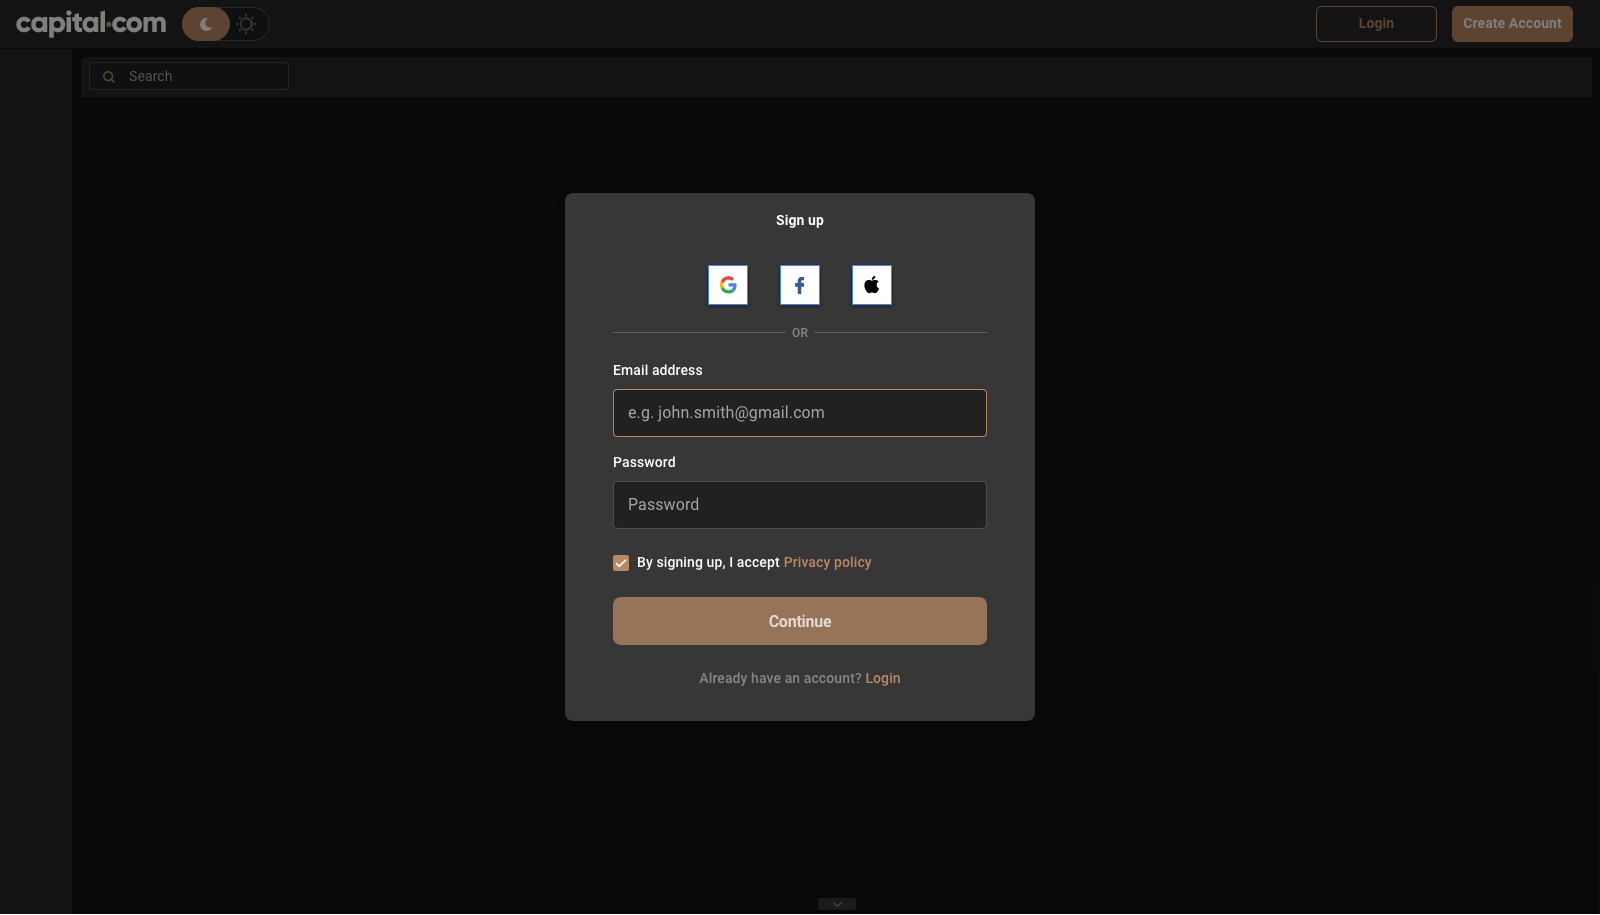 capital.com
Login
Create Account
Search
Sign up
OR
Email address
e.g. john.smith@gmail.com
Password
Password
By signing up, I accept Privacy policy
Continue
Already have an account? Login